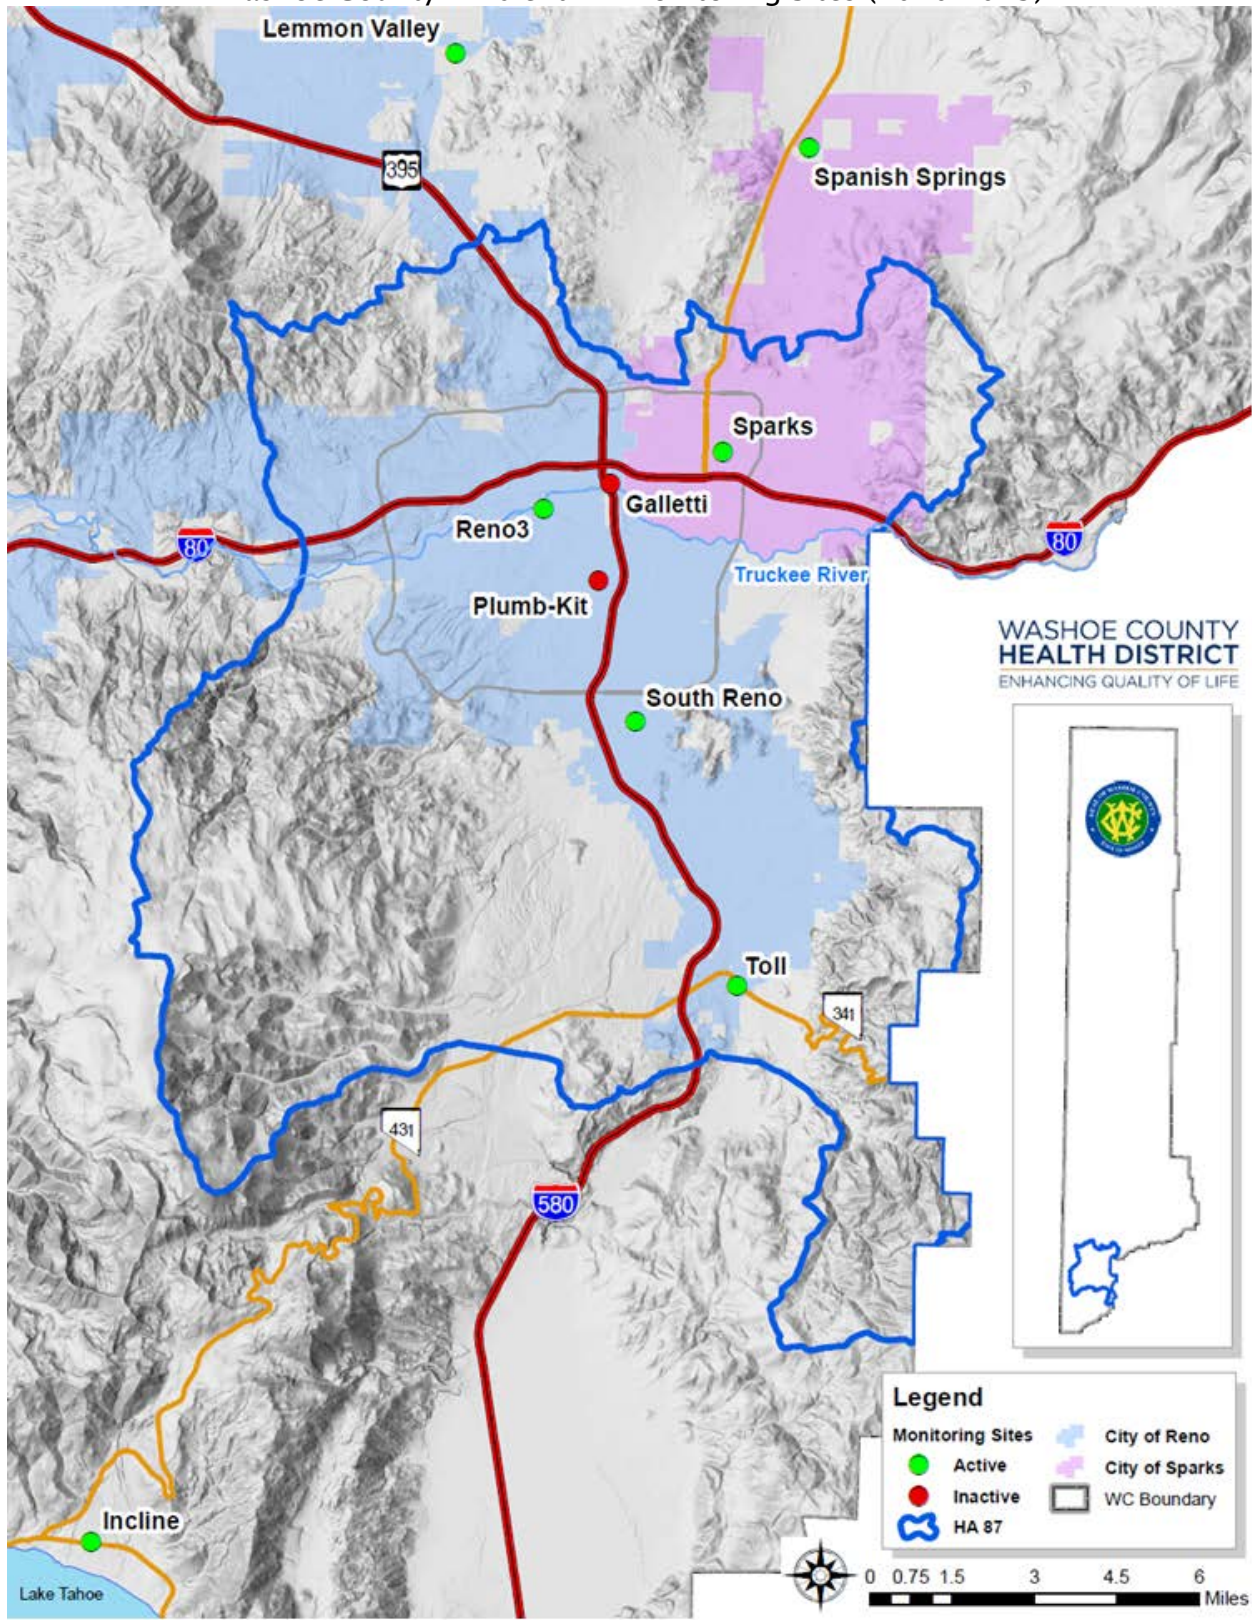 Lemmon Valley
395
Spanish Springs
Sparks
Galletti
Reno3
80
80
Truckee River
Plumb-Kit
WASHOE COUNTY
HEALTH DISTRICT
ENHANCING QUALITY OF LIFE
South Reno
Toll
341
431
580
Legend
Monitoring Sites
Active
Inactive
HA 87
City of Reno
City of Sparks
WC Boundary
Incline
Lake Tahoe
0 0.75 1.5 3 4.5 6
Miles